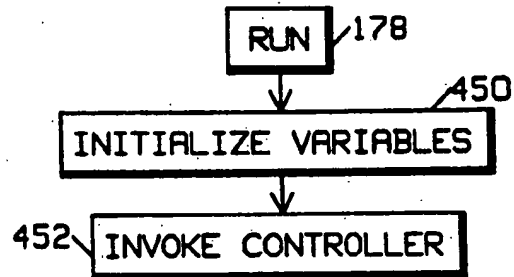 RUN 178
450
INITIALIZE VARIABLES
452 INVOKE CONTROLLER